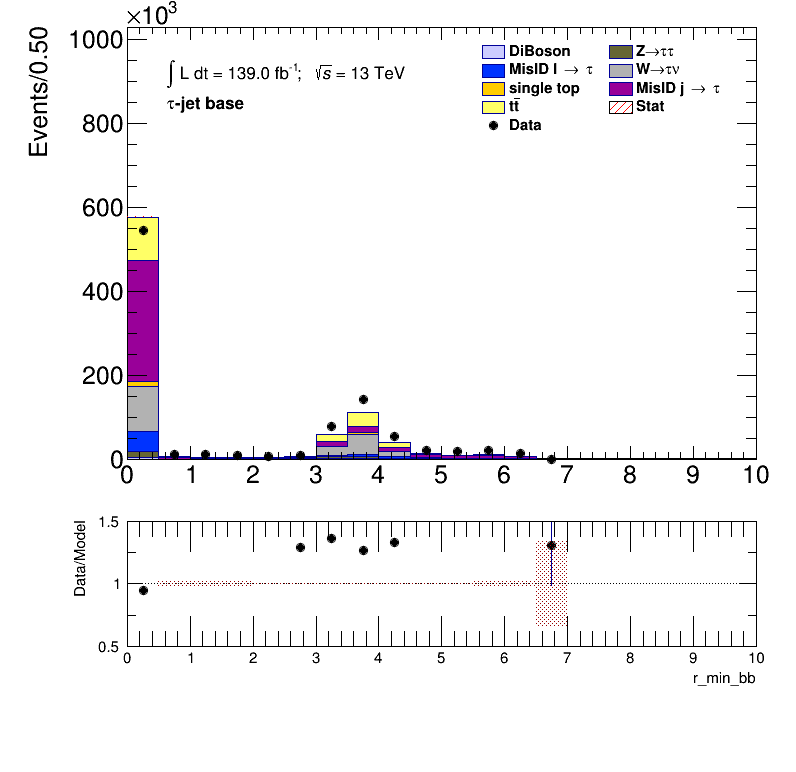 ×10³
1000
800
600
400
200
0
Events/0.50
∫ L dt = 139.0 fb⁻¹; √s = 13 TeV
τ-jet base
DiBoson
MisID l → τ
single top
tt̄
Data
Z→ττ
W→τν
MisID j → τ
Stat
0 1 2 3 4 5 6 7 8 9 10
Data/Model
1.5
1
0.5
0 1 2 3 4 5 6 7 8 9 10
r_min_bb